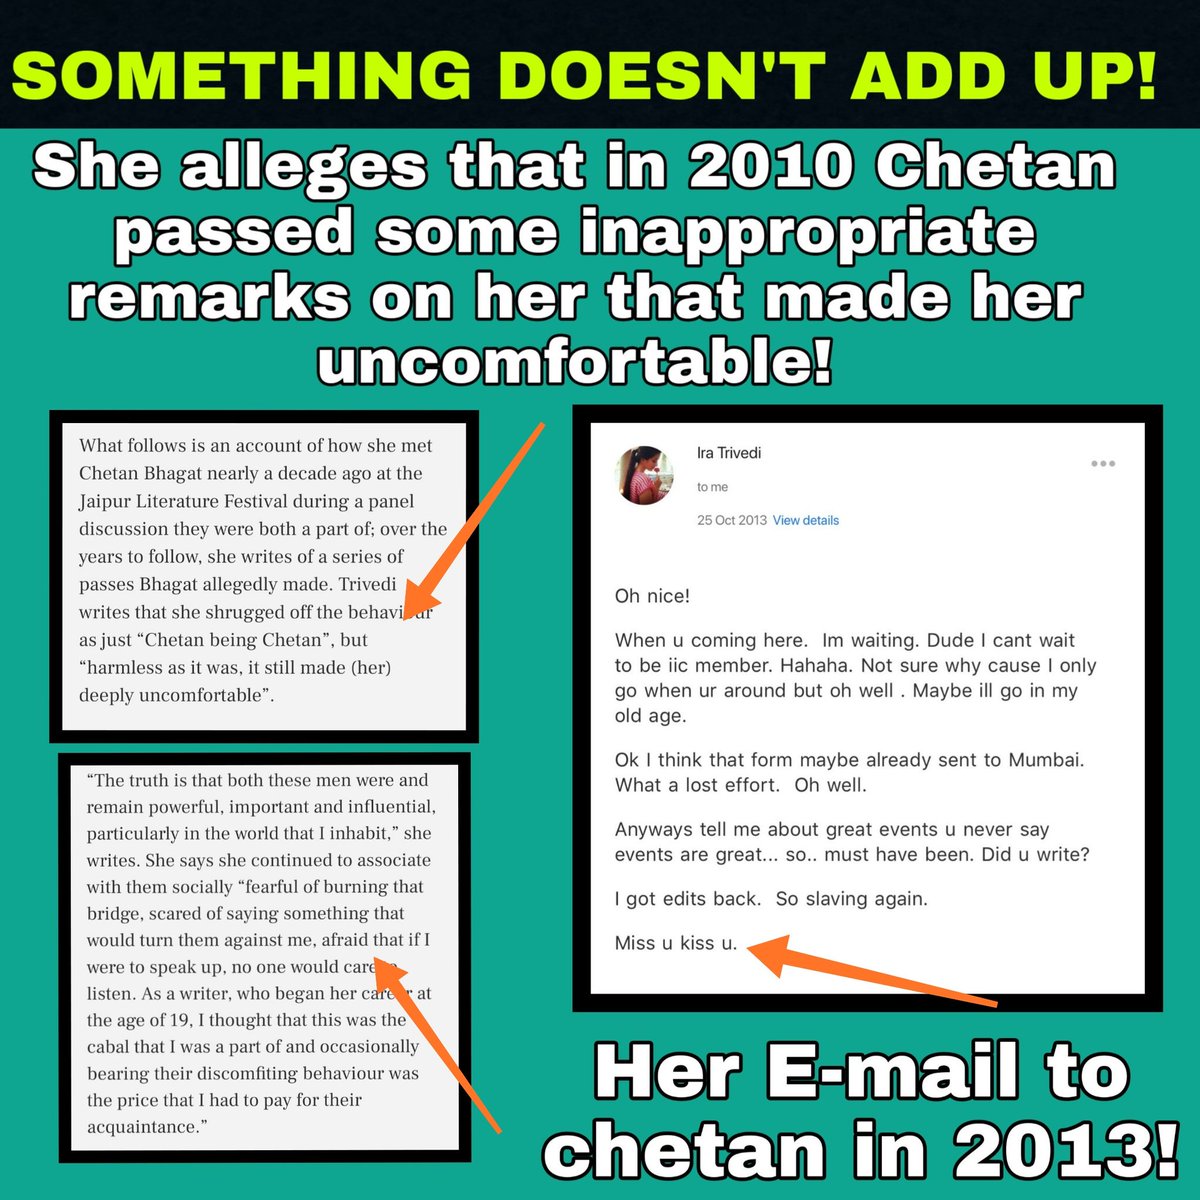 SOMETHING DOESN'T ADD UP!
She alleges that in 2010 Chetan
passed some inappropriate
remarks on her that made her
uncomfortable!
What follows is an account of how she met
Chetan Bhagat nearly a decade ago at the
Jaipur Literature Festival during a panel
discussion they were both a part of; over the
years to follow, she writes of a series of
passes Bhagat allegedly made. Trivedi
writes that she shrugged off the behaviour
as just “Chetan being Chetan”, but
“harmless as it was, it still made (her)
deeply uncomfortable”.
“The truth is that both these men were and
remain powerful, important and influential,
particularly in the world that I inhabit,” she
writes. She says she continued to associate
with them socially “fearful of burning that
bridge, scared of saying something that
would turn them against me, afraid that if I
were to speak up, no one would care to
listen. As a writer, who began her career at
the age of 19, I thought that this was the
cabal that I was a part of and occasionally
bearing their discomfiting behaviour was
the price that I had to pay for their
acquaintance.”
Ira Trivedi
to me
25 Oct 2013 View details
Oh nice!
When u coming here. Im waiting. Dude I cant wait
to be iic member. Hahaha. Not sure why cause I only
go when ur around but oh well . Maybe ill go in my
old age.
Ok I think that form maybe already sent to Mumbai.
What a lost effort. Oh well.
Anyways tell me about great events u never say
events are great... so.. must have been. Did u write?
I got edits back. So slaving again.
Miss u kiss u.
Her E-mail to
chetan in 2013!